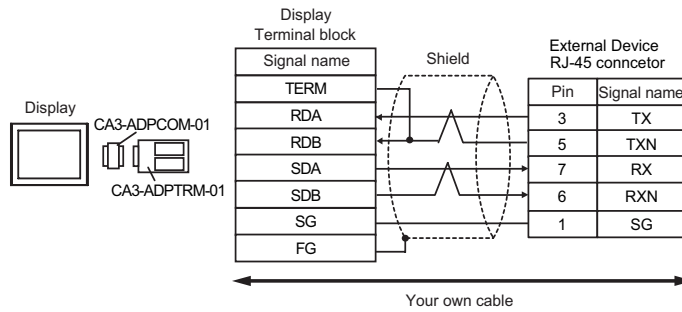 Display
Terminal block
Signal name
TERM
RDA
RDB
SDA
SDB
SG
FG
Shield
External Device
RJ-45 conncetor
Pin Signal name
3 TX
5 TXN
7 RX
6 RXN
1 SG
Display
CA3-ADPCOM-01
CA3-ADPTRM-01
Your own cable